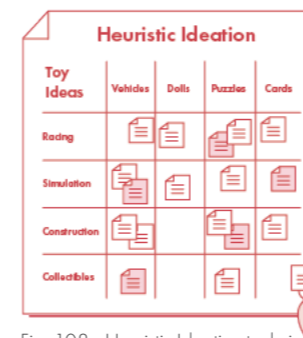 Heuristic Ideation
Toy
Ideas
Vehicles Dolls Puzzles Cards
Racing
Simulation
Construction
Collectibles